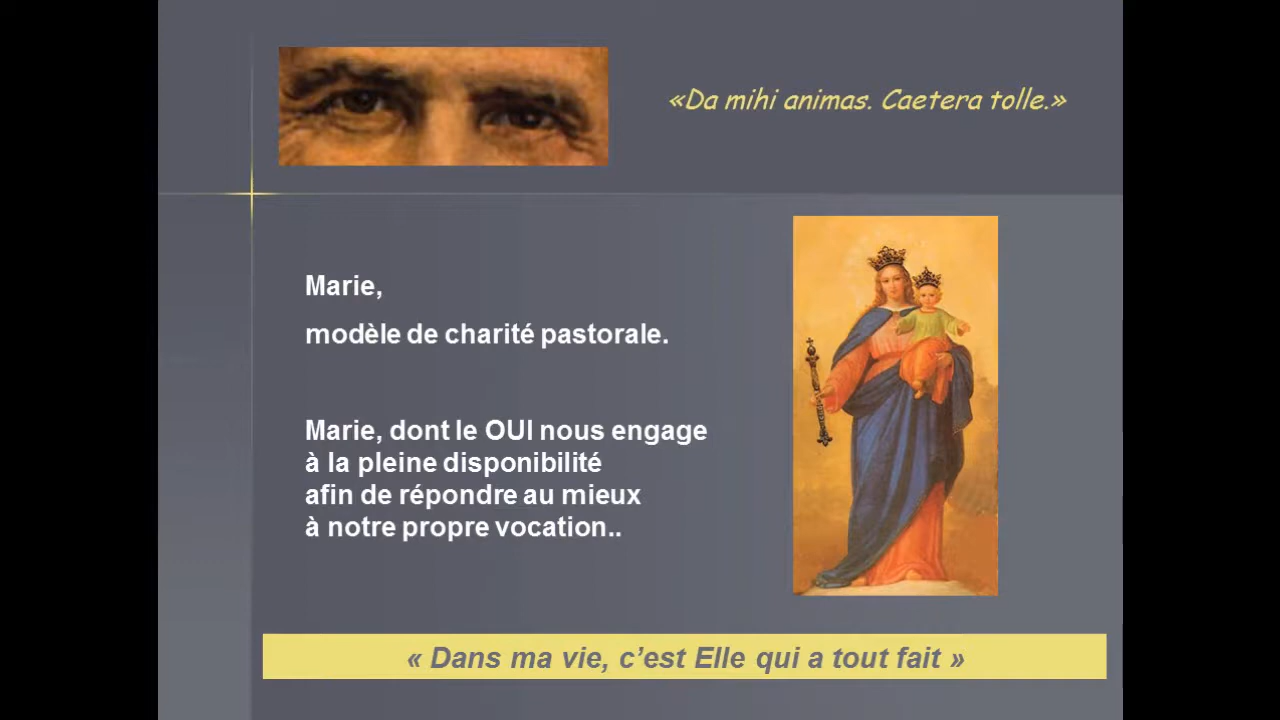 «Da mihi animas. Caetera tolle.»
Marie,
modèle de charité pastorale.
Marie, dont le OUI nous engage
à la pleine disponibilité
afin de répondre au mieux
à notre propre vocation..
« Dans ma vie, c’est Elle qui a tout fait »